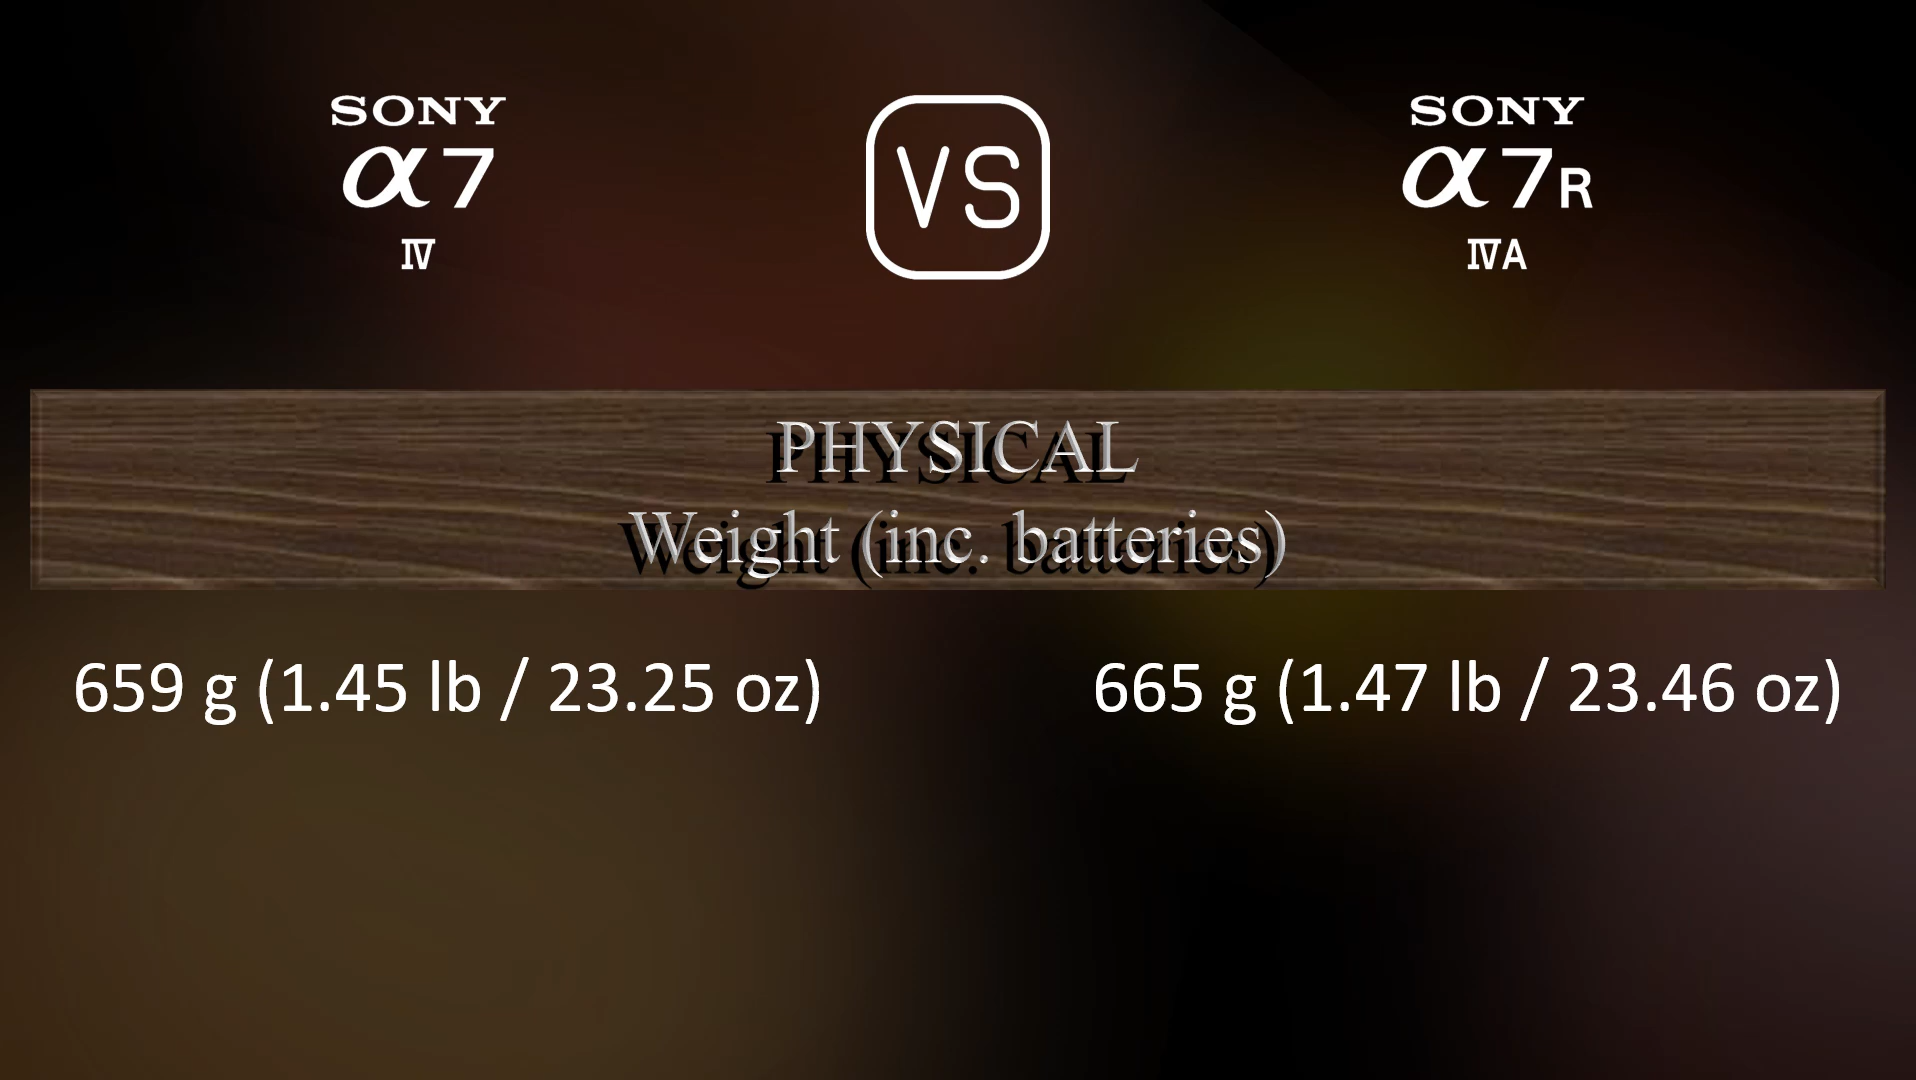 SONY
α7
IV
VS
SONY
α7R
IVA
PHYSICAL
Weight (inc. batteries)
659 g (1.45 lb / 23.25 oz)
665 g (1.47 lb / 23.46 oz)